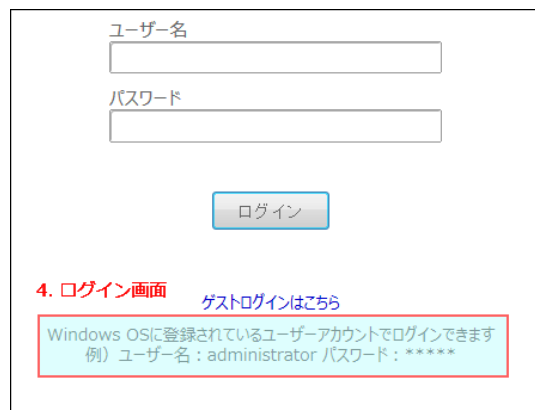 ユーザー名
パスワード
ログイン
4. ログイン画面
ゲストログインはこちら
Windows OSに登録されているユーザーアカウントでログインできます
例）ユーザー名：administrator パスワード：*****